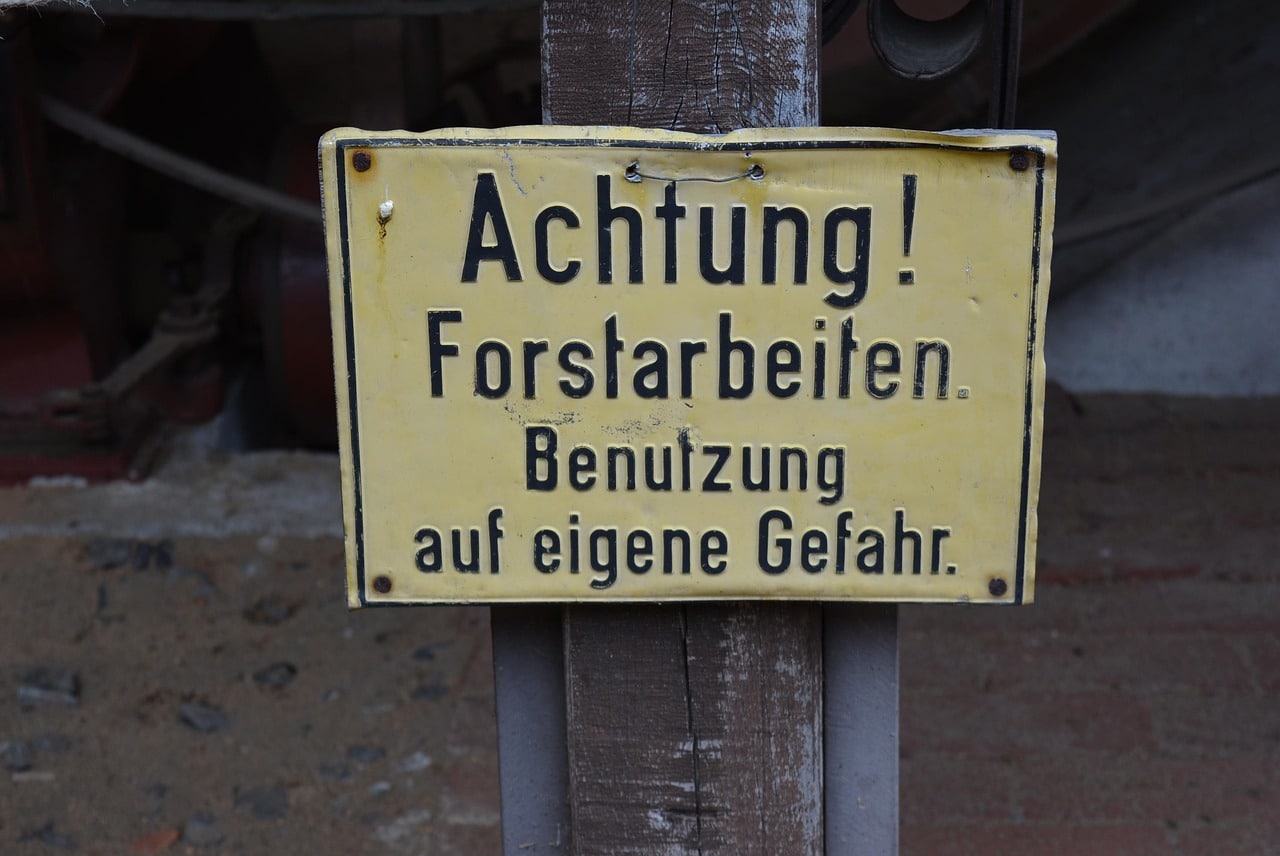 Achtung!
Forstarbeiten.
Benutzung
auf eigene Gefahr.